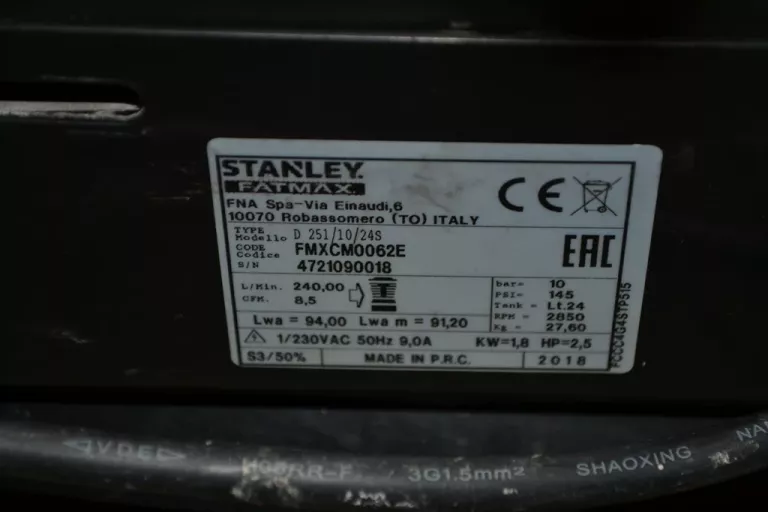 STANLEY.
FATMAX.
FNA Spa-Via Einaudi,6
10070 Robassomero (TO) ITALY
CE
TYPE
Modello D 251/10/24S
CODE
Codice FMXCM0062E
S/N 4721090018
EAC
L/Min. 240,00
CFM. 8,5
bar= 10
PSI= 145
Tank = Lt.24
RPM = 2850
Kg = 27,60
Lwa = 94,00 Lwa m = 91,20
1/230VAC 50Hz 9,0A KW=1,8 HP=2,5
S3/50% MADE IN P.R.C. 2018
FCCC4G4STP515
VDE H05RR-F 3G1.5mm² SHAOXING